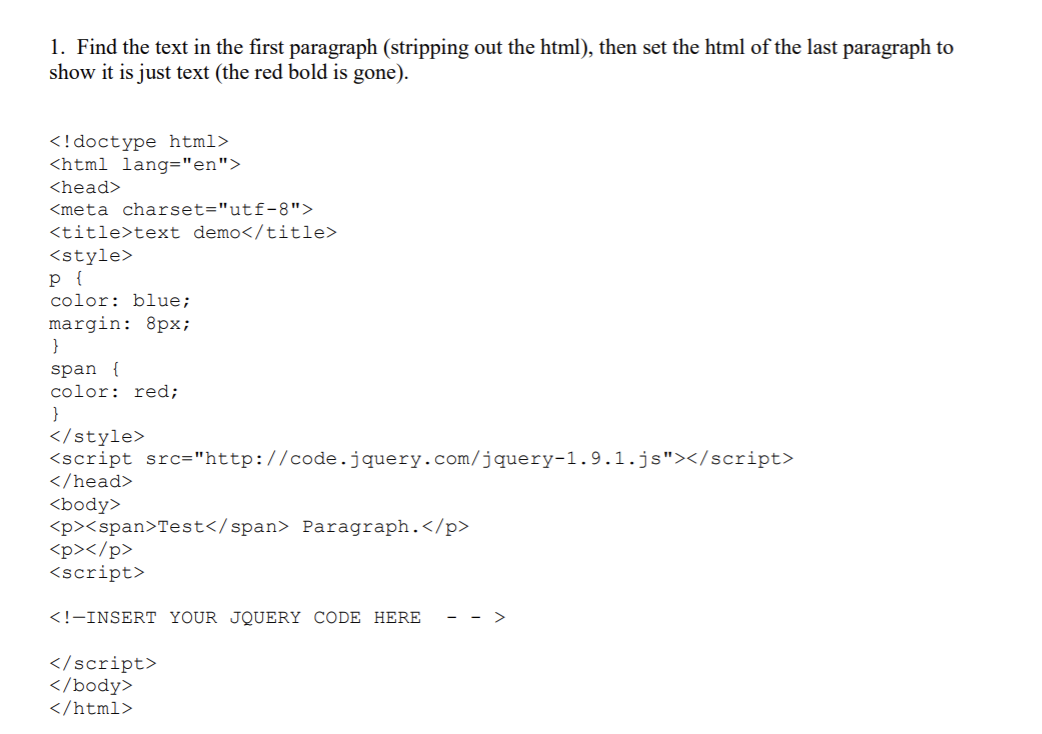 1. Find the text in the first paragraph (stripping out the html), then set the html of the last paragraph to
show it is just text (the red bold is gone).
<!doctype html>
<html lang="en">
<head>
<meta charset="utf-8">
<title>text demo</title>
<style>
p {
color: blue;
margin: 8px;
}
span {
color: red;
}
</style>
<script src="http://code.jquery.com/jquery-1.9.1.js"></script>
</head>
<body>
<p><span>Test</span> Paragraph.</p>
<p></p>
<script>
<!—INSERT YOUR JQUERY CODE HERE - - >
</script>
</body>
</html>